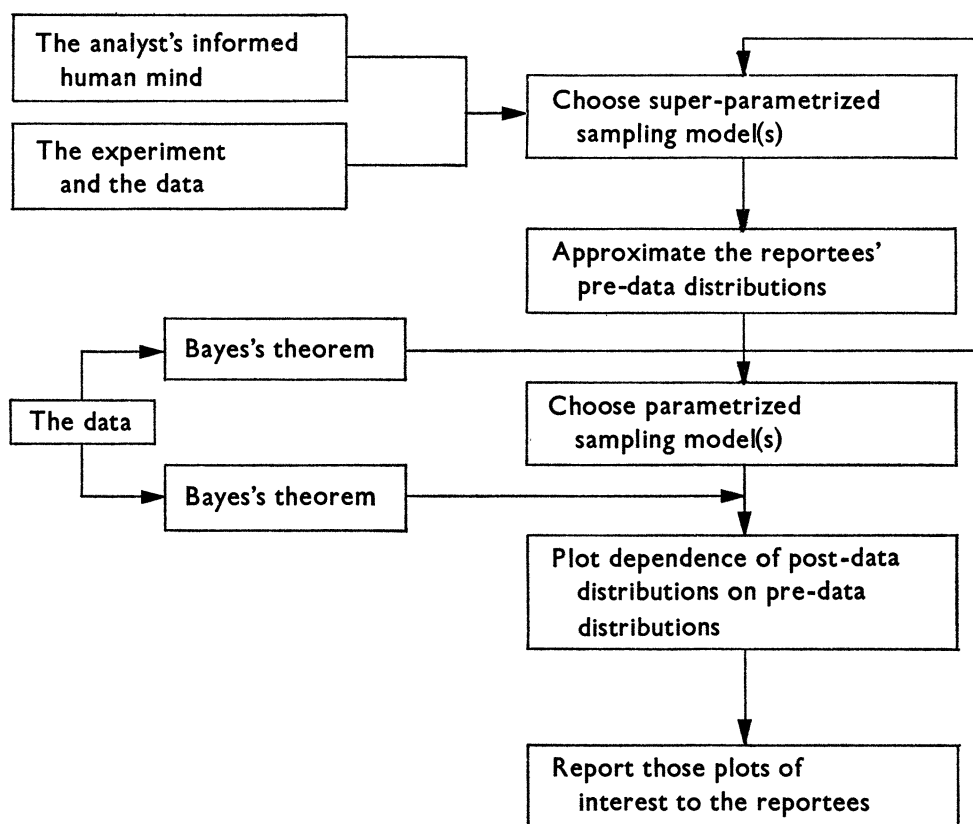 The analyst's informed
human mind
The experiment
and the data
Choose super-parametrized
sampling model(s)
Approximate the reportees'
pre-data distributions
Bayes's theorem
The data
Choose parametrized
sampling model(s)
Bayes's theorem
Plot dependence of post-data
distributions on pre-data
distributions
Report those plots of
interest to the reportees